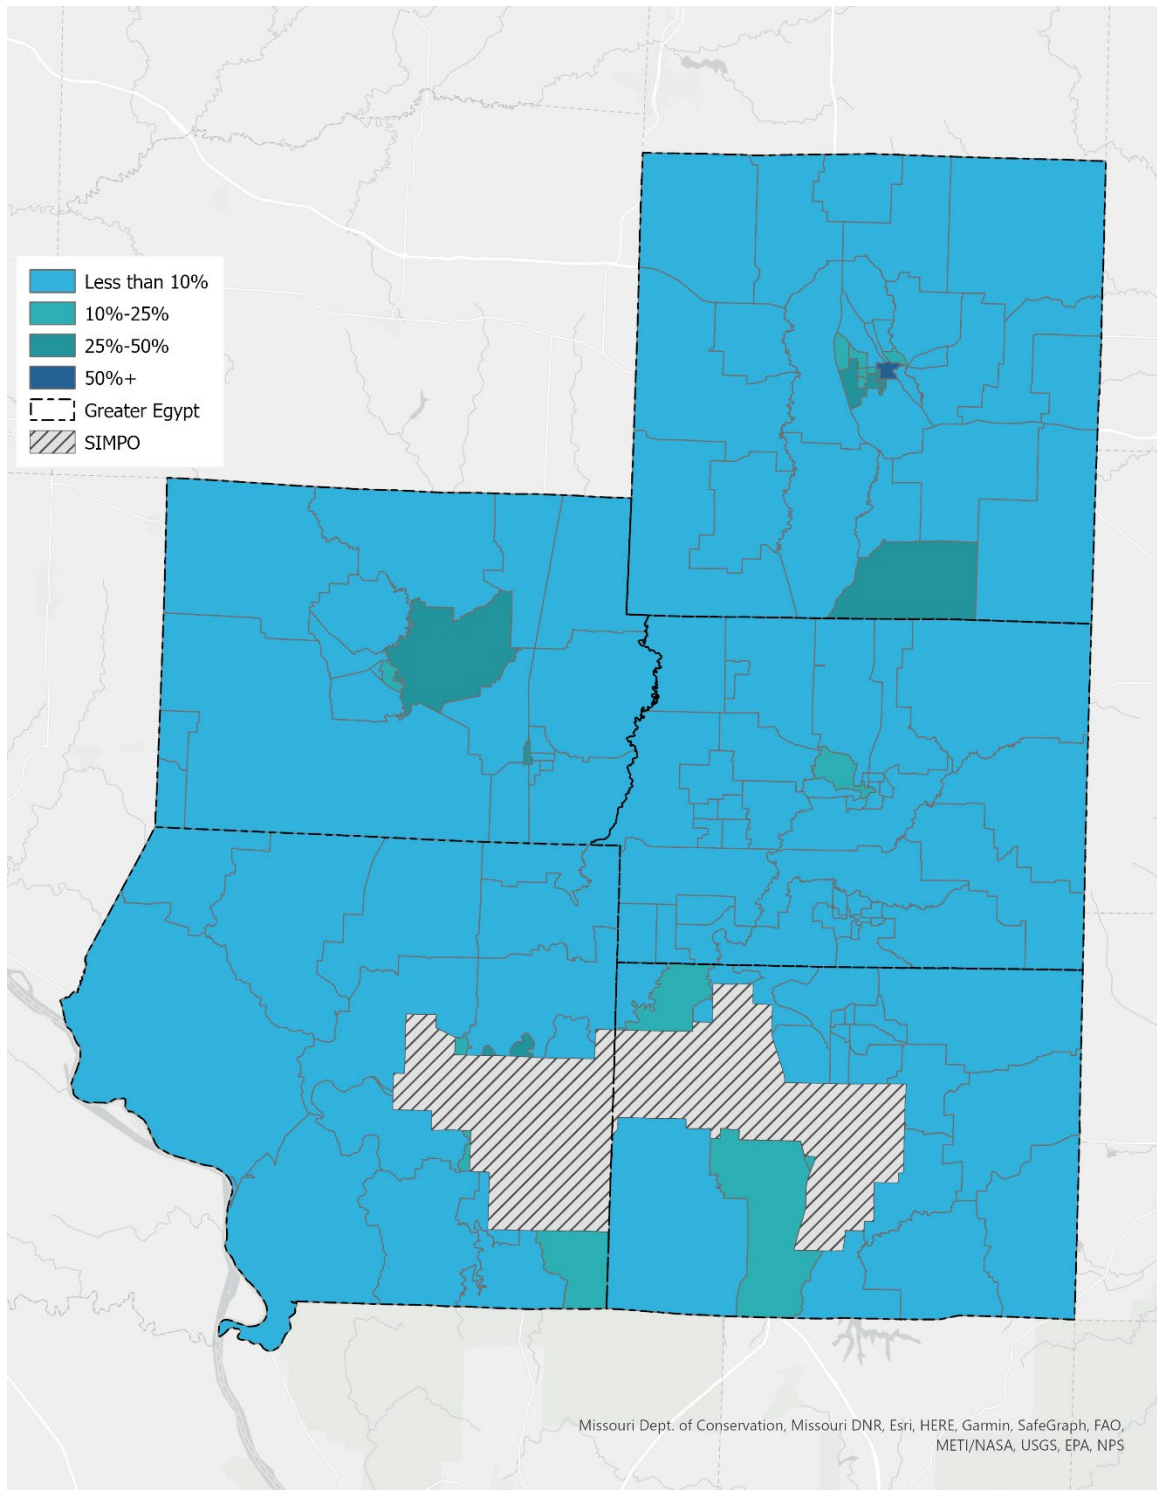 Less than 10%
10%-25%
25%-50%
50%+
Greater Egypt
SIMPO
Missouri Dept. of Conservation, Missouri DNR, Esri, HERE, Garmin, SafeGraph, FAO,
METI/NASA, USGS, EPA, NPS